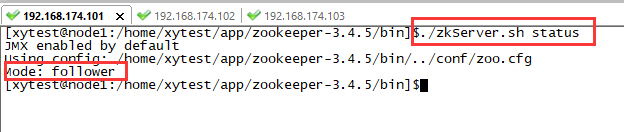 192.168.174.101 × 192.168.174.102 192.168.174.103
[xytest@node1:/home/xytest/app/zookeeper-3.4.5/bin]$./zkServer.sh status
JMX enabled by default
Using config: /home/xytest/app/zookeeper-3.4.5/bin/../conf/zoo.cfg
Mode: follower
[xytest@node1:/home/xytest/app/zookeeper-3.4.5/bin]$